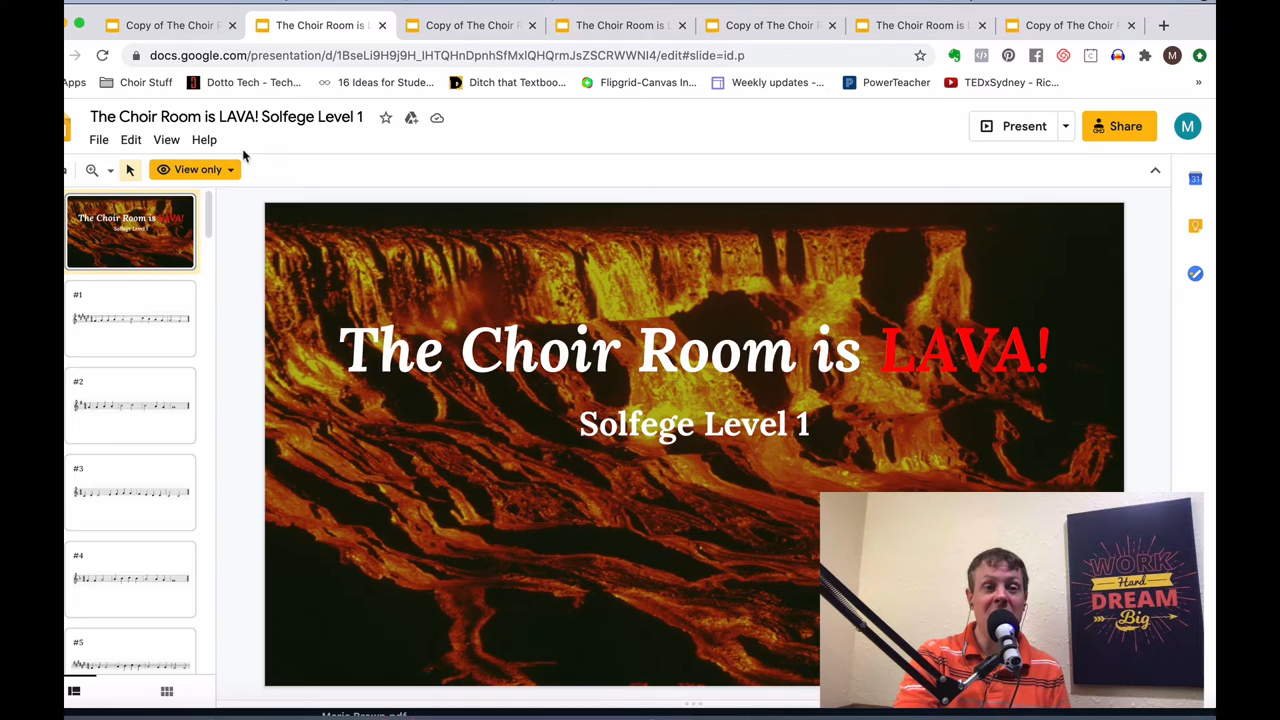 Copy of The Choir R
The Choir Room is L
Copy of The Choir R
The Choir Room is L
Copy of The Choir R
The Choir Room is L
Copy of The Choir R
docs.google.com/presentation/d/1BseLi9H9j9H_lHTQHnDpnhSfMxlQHQrmJsZSCRWWNI4/edit#slide=id.p
M
Apps
Choir Stuff
Dotto Tech - Tech...
16 Ideas for Stude...
Ditch that Textboo...
Flipgrid-Canvas In...
Weekly updates -...
PowerTeacher
TEDxSydney - Ric...
»
The Choir Room is LAVA! Solfege Level 1
File Edit View Help
Present
Share
M
View only
31
The Choir Room is LAVA!
Solfege Level 1
#1
#2
#3
#4
#5
The Choir Room is LAVA!
Solfege Level 1
WORK
Hard
DREAM
Big